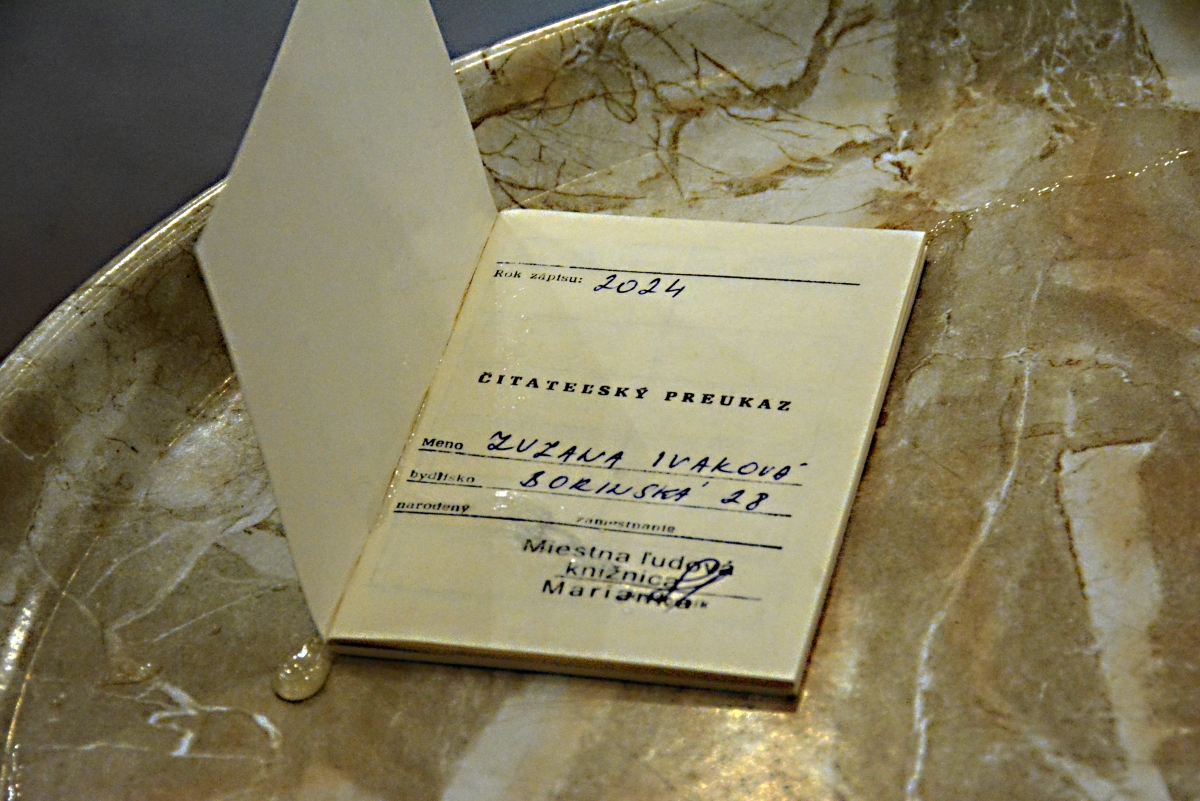 Rok zápisu: 2024
ČITATEĽSKÝ PREUKAZ
Meno ZUZANA IVAKOVÁ
bydlisko BORINSKÁ 28
narodený zamestnanie
Miestna ľudová
knižnica
Marianka